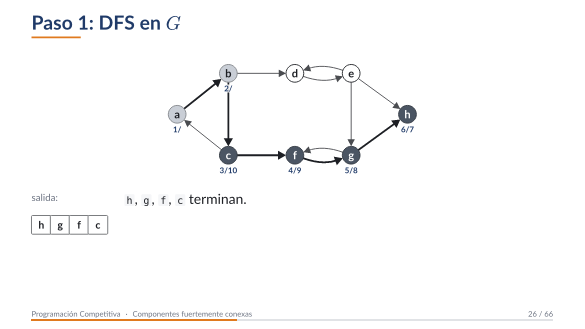 Paso 1: DFS en G
b
d
e
2/
a
h
1/
6/7
c
f
g
3/10
4/9
5/8
salida:
h, g, f, c terminan.
h g f c
Programación Competitiva · Componentes fuertemente conexas
26 / 66